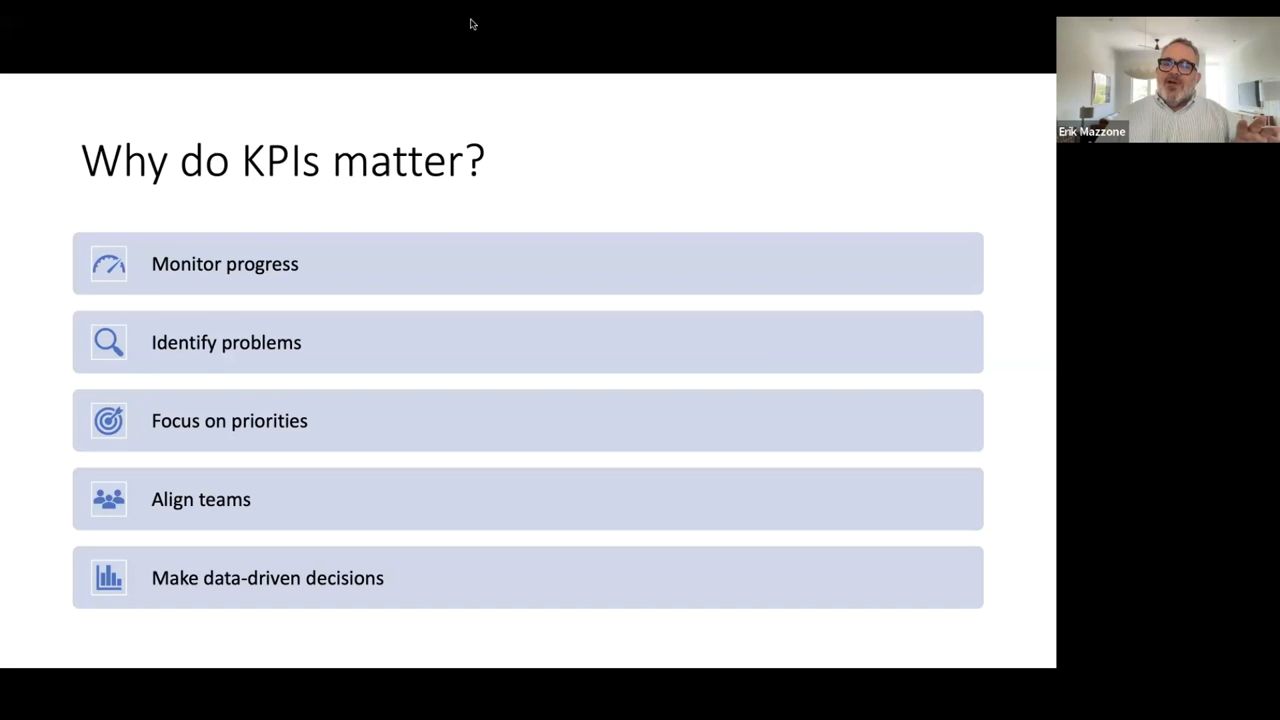 Why do KPIs matter?
Monitor progress
Identify problems
Focus on priorities
Align teams
Make data-driven decisions
Erik Mazzone